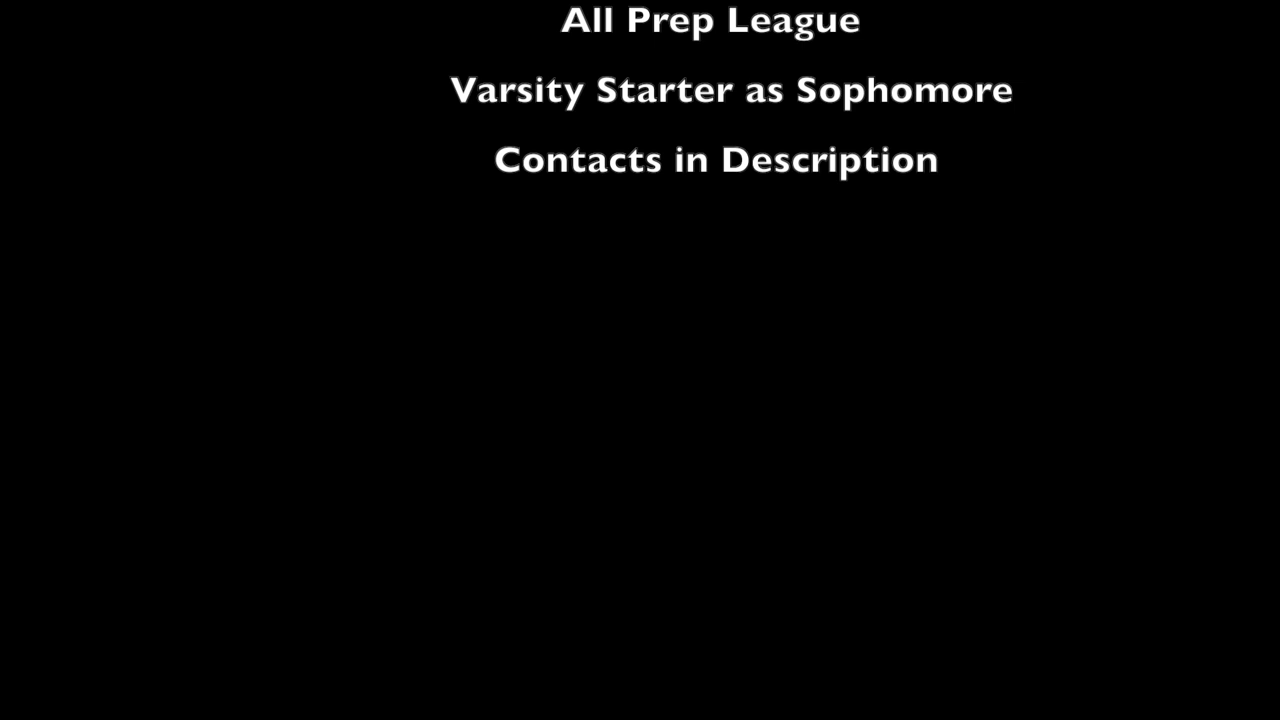 All Prep League
Varsity Starter as Sophomore
Contacts in Description